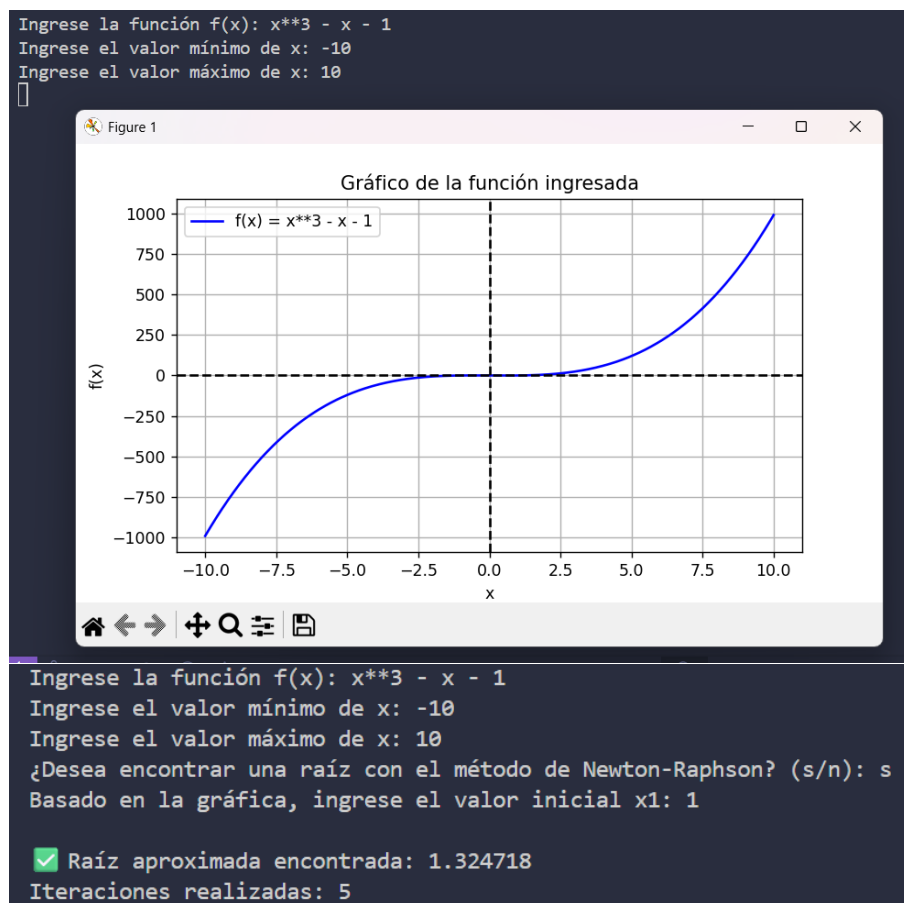 Ingrese la función f(x): x**3 - x - 1
Ingrese el valor mínimo de x: -10
Ingrese el valor máximo de x: 10
Figure 1
Gráfico de la función ingresada
f(x) = x**3 - x - 1
1000
750
500
250
0
−250
−500
−750
−1000
f(x)
−10.0 −7.5 −5.0 −2.5 0.0 2.5 5.0 7.5 10.0
x
Ingrese la función f(x): x**3 - x - 1
Ingrese el valor mínimo de x: -10
Ingrese el valor máximo de x: 10
¿Desea encontrar una raíz con el método de Newton-Raphson? (s/n): s
Basado en la gráfica, ingrese el valor inicial x1: 1
✅ Raíz aproximada encontrada: 1.324718
Iteraciones realizadas: 5